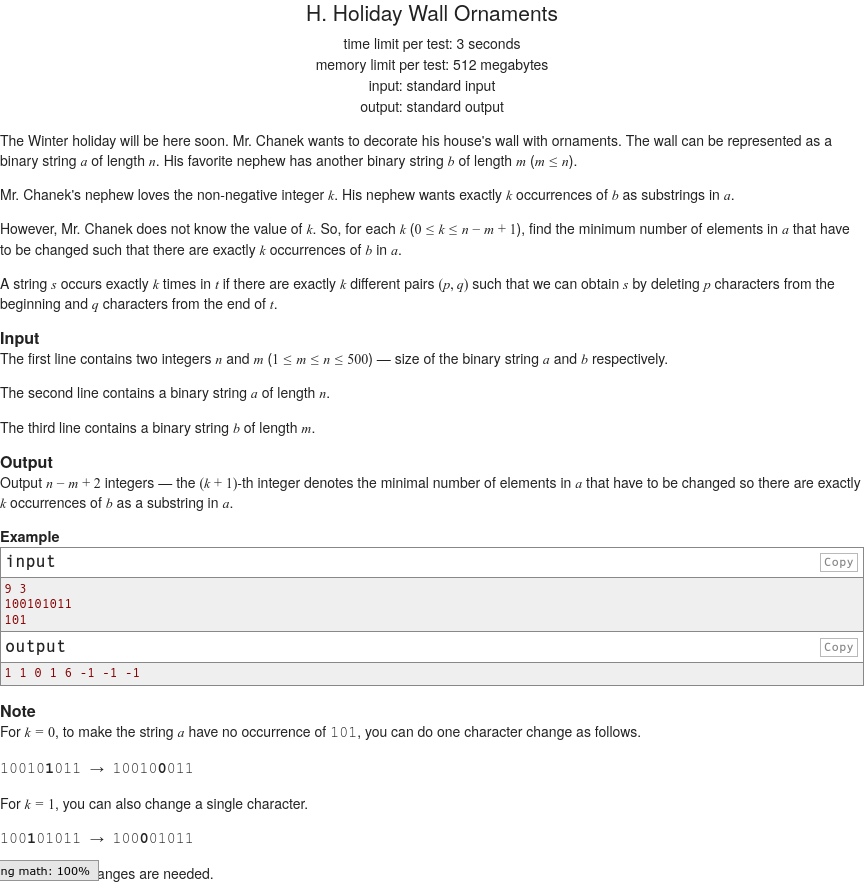 H. Holiday Wall Ornaments
time limit per test: 3 seconds
memory limit per test: 512 megabytes
input: standard input
output: standard output
The Winter holiday will be here soon. Mr. Chanek wants to decorate his house's wall with ornaments. The wall can be represented as a
binary string a of length n. His favorite nephew has another binary string b of length m (m ≤ n).
Mr. Chanek's nephew loves the non-negative integer k. His nephew wants exactly k occurrences of b as substrings in a.
However, Mr. Chanek does not know the value of k. So, for each k (0 ≤ k ≤ n − m + 1), find the minimum number of elements in a that have
to be changed such that there are exactly k occurrences of b in a.
A string s occurs exactly k times in t if there are exactly k different pairs (p, q) such that we can obtain s by deleting p characters from the
beginning and q characters from the end of t.
Input
The first line contains two integers n and m (1 ≤ m ≤ n ≤ 500) — size of the binary string a and b respectively.
The second line contains a binary string a of length n.
The third line contains a binary string b of length m.
Output
Output n − m + 2 integers — the (k + 1)-th integer denotes the minimal number of elements in a that have to be changed so there are exactly
k occurrences of b as a substring in a.
Example
input Copy
9 3
100101011
101
output Copy
1 1 0 1 6 -1 -1 -1
Note
For k = 0, to make the string a have no occurrence of 101, you can do one character change as follows.
100101011 → 100100011
For k = 1, you can also change a single character.
100101011 → 100001011
ng math: 100% anges are needed.